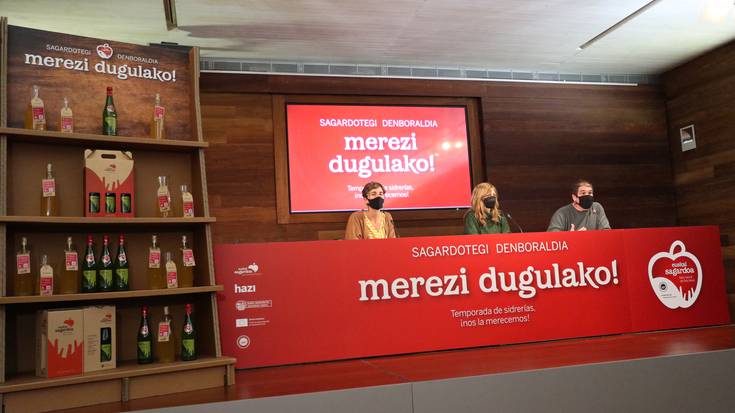 SAGARDOTEGI DENBORALDIA
merezi dugulako!
SAGARDOTEGI DENBORALDIA
merezi
dugulako!
Temporada de sidrerías,
¡nos la merecemos!
SAGARDOTEGI DENBORALDIA
merezi dugulako!
Temporada de sidrerías,
¡nos la merecemos!
hazi
euskal
sagardoa